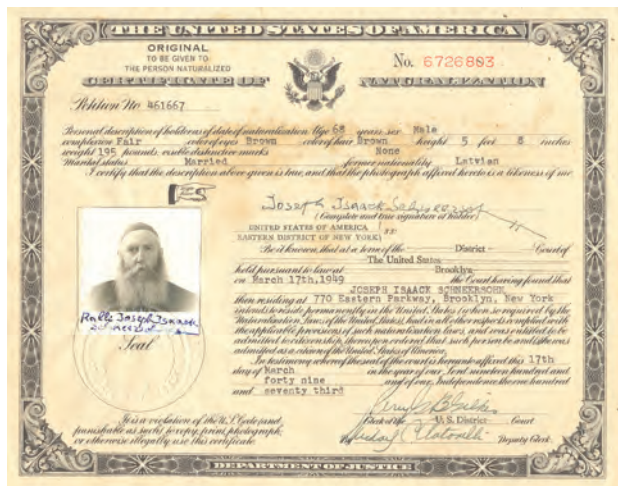 THE UNITED STATES OF AMERICA
ORIGINAL
TO BE GIVEN TO
THE PERSON NATURALIZED
No. 6726803
CERTIFICATE OF NATURALIZATION
Petition No 461667
Personal description of holder as of date of naturalization Age 68 years sex Male
complexion Fair color of eyes Brown color of hair Brown height 5 feet 8 inches
weight 195 pounds, visible distinctive marks None
Marital status Married former nationality Latvian
I certify that the description above given is true, and that the photograph affixed hereto is a likeness of me
Joseph Isaack Schneersohn
(Complete and true signature of holder)
UNITED STATES OF AMERICA
EASTERN DISTRICT OF NEW YORK } SS:
Be it known, that at a term of the District Court of
The United States
held pursuant to law at Brooklyn
on March 17th, 1949 the Court having found that
JOSEPH ISAACK SCHNEERSOHN
then residing at 770 Eastern Parkway, Brooklyn, New York
intends to reside permanently in the United States (when so required by the
Naturalization Laws of the United States), had in all other respects complied with
the applicable provisions of such naturalization laws, and was entitled to be
admitted to citizenship, thereupon ordered that such person be and (s)he was
admitted as a citizen of the United States of America.
In testimony whereof the seal of the court is hereunto affixed this 17th
day of March in the year of our Lord nineteen hundred and
forty nine and of our Independence the one hundred
and seventy third
Rabbi Joseph Isaack
Schneersohn
Seal
It is a violation of the U.S. Code (and
punishable as such) to copy, print, photograph,
or otherwise illegally use this certificate.
Clerk of the U. S. District Court
Deputy Clerk.
DEPARTMENT OF JUSTICE